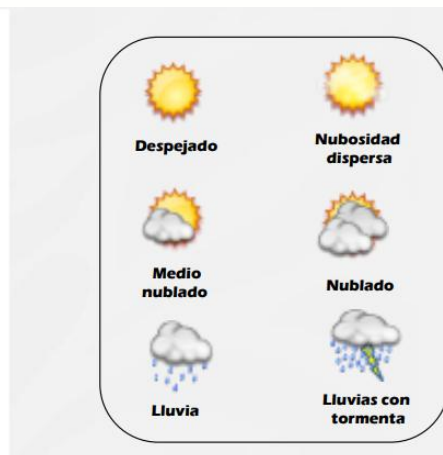 Despejado
Nubosidad
dispersa
Medio
nublado
Nublado
Lluvia
Lluvias con
tormenta